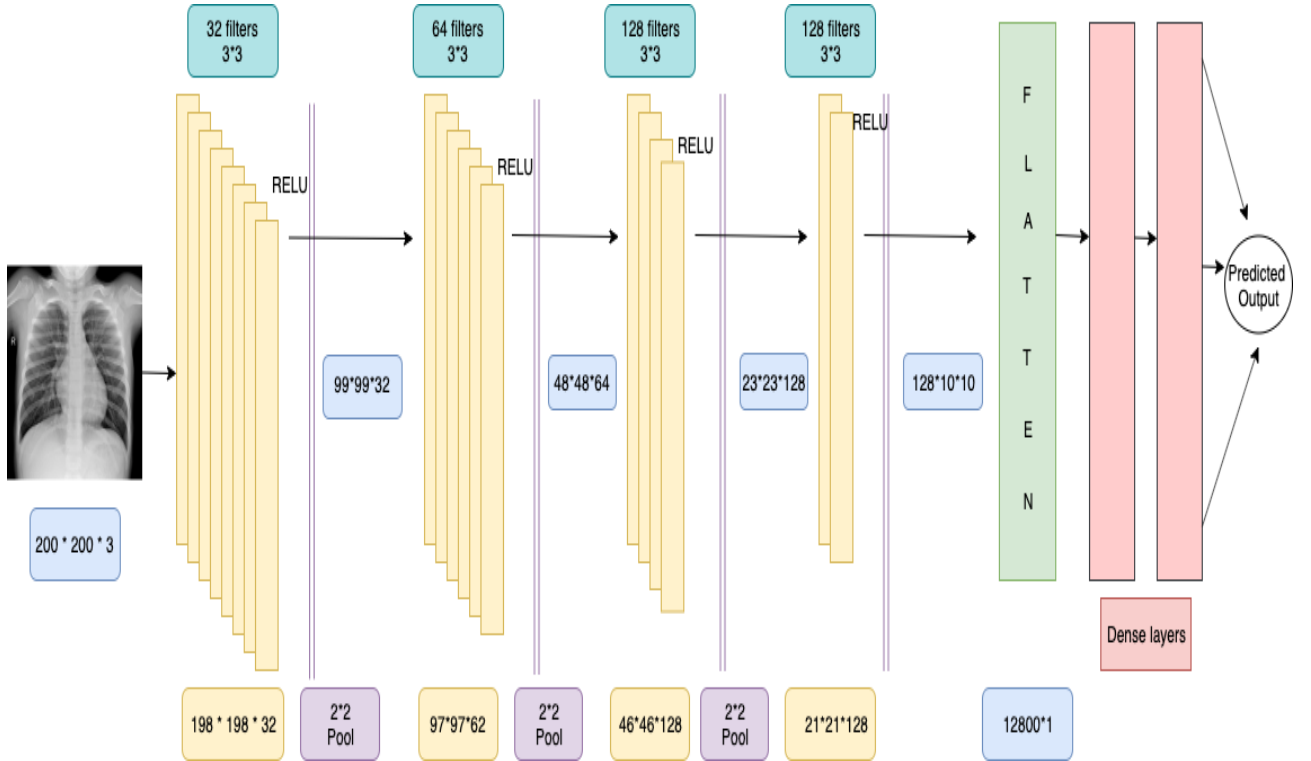 32 filters
3*3
64 filters
3*3
128 filters
3*3
128 filters
3*3
RELU
RELU
RELU
RELU
F
L
A
T
T
E
N
Predicted
Output
R
99*99*32
48*48*64
23*23*128
128*10*10
200 * 200 * 3
Dense layers
198 * 198 * 32
2*2
Pool
97*97*62
2*2
Pool
46*46*128
2*2
Pool
21*21*128
12800*1